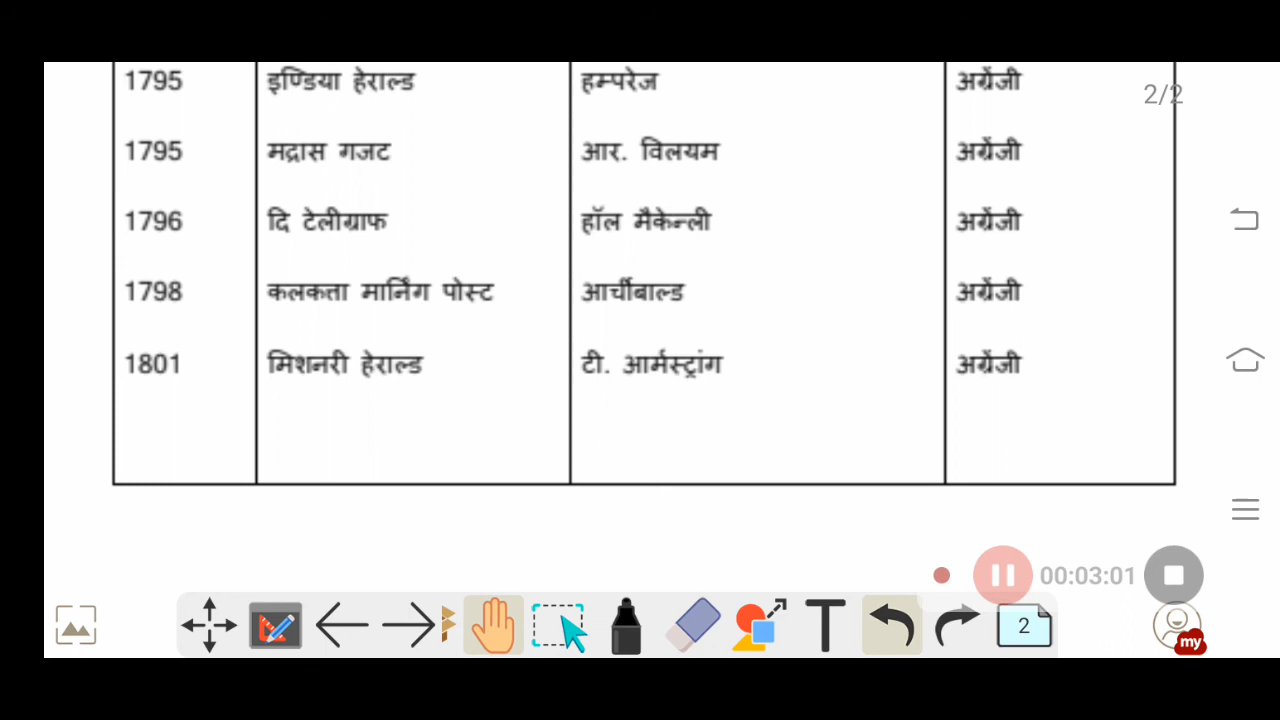 1795 इण्डिया हेराल्ड हम्परेज अग्रेंजी
2/2
1795 मद्रास गजट आर. विलयम अग्रेंजी
1796 दि टेलीग्राफ हॉल मैकेन्ली अग्रेंजी
1798 कलकत्ता मार्निंग पोस्ट आर्चीबाल्ड अग्रेंजी
1801 मिशनरी हेराल्ड टी. आर्मस्ट्रांग अग्रेंजी
00:03:01
T 2 my